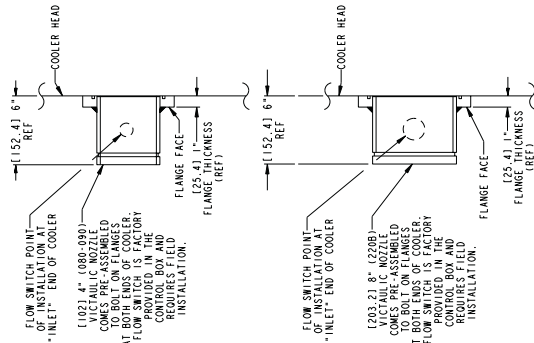 COOLER HEAD
[152.4] 6"
REF
FLANGE FACE
[25.4] 1"
FLANGE THICKNESS
(REF)
FLOW SWITCH POINT
OF INSTALLATION AT
"INLET" END OF COOLER
[102] 4" (080-090)
VICTAULIC NOZZLE
COMES PRE-ASSEMBLED
TO BOLT ON FLANGES
AT BOTH ENDS OF COOLER.
FLOW SWITCH IS FACTORY
PROVIDED IN THE
CONTROL BOX AND
REQUIRES FIELD
INSTALLATION.
COOLER HEAD
[152.4] 6"
REF
FLANGE FACE
[25.4] 1"
FLANGE THICKNESS
(REF)
FLOW SWITCH POINT
OF INSTALLATION AT
"INLET" END OF COOLER
[203.2] 8" (220B)
VICTAULIC NOZZLE
COMES PRE-ASSEMBLED
TO BOLT ON FLANGES
AT BOTH ENDS OF COOLER.
FLOW SWITCH IS FACTORY
PROVIDED IN THE
CONTROL BOX AND
REQUIRES FIELD
INSTALLATION.